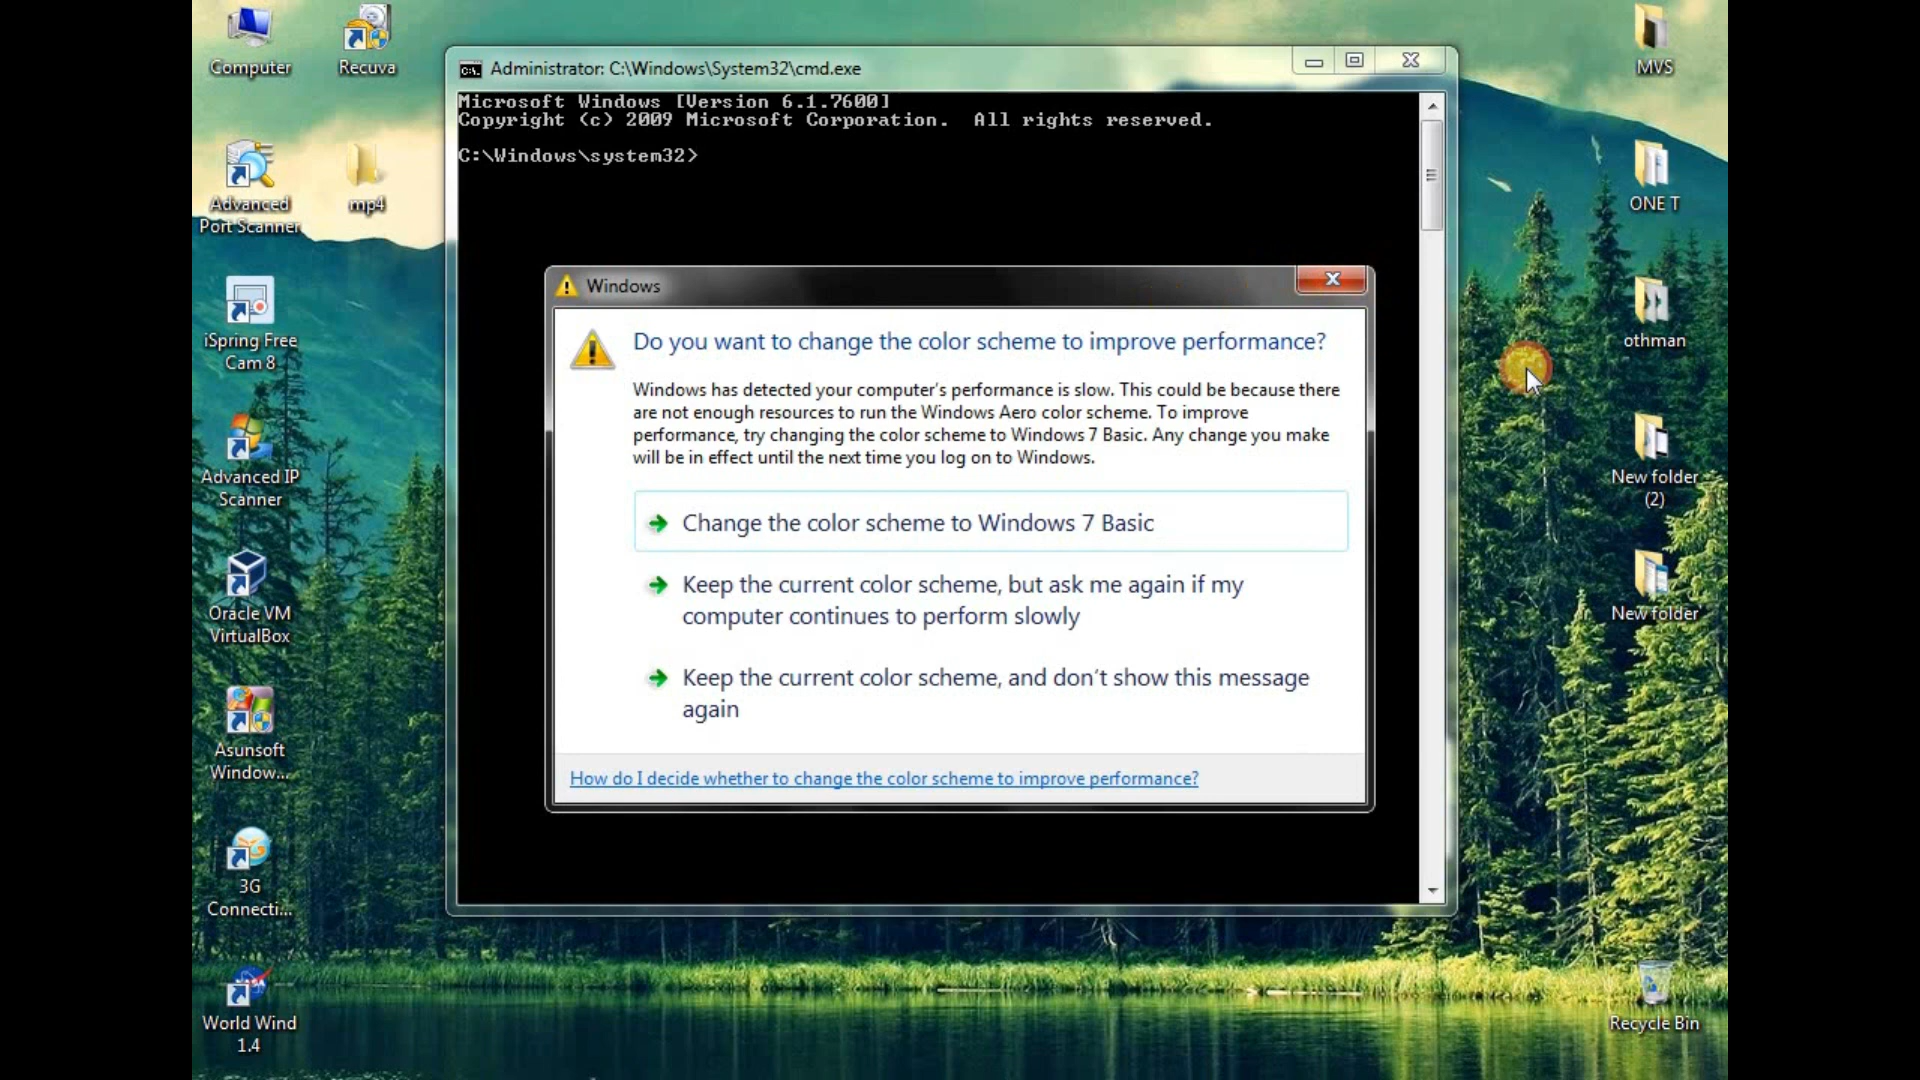 Computer
Recuva
Advanced
Port Scanner
mp4
iSpring Free
Cam 8
Advanced IP
Scanner
Oracle VM
VirtualBox
Asunsoft
Window...
3G
Connecti...
World Wind
1.4
Administrator: C:\Windows\System32\cmd.exe
Microsoft Windows [Version 6.1.7600]
Copyright (c) 2009 Microsoft Corporation.  All rights reserved.
C:\Windows\system32>
Windows
Do you want to change the color scheme to improve performance?
Windows has detected your computer's performance is slow. This could be because there
are not enough resources to run the Windows Aero color scheme. To improve
performance, try changing the color scheme to Windows 7 Basic. Any change you make
will be in effect until the next time you log on to Windows.
Change the color scheme to Windows 7 Basic
Keep the current color scheme, but ask me again if my
computer continues to perform slowly
Keep the current color scheme, and don't show this message
again
How do I decide whether to change the color scheme to improve performance?
MVS
ONE T
othman
New folder
(2)
New folder
Recycle Bin